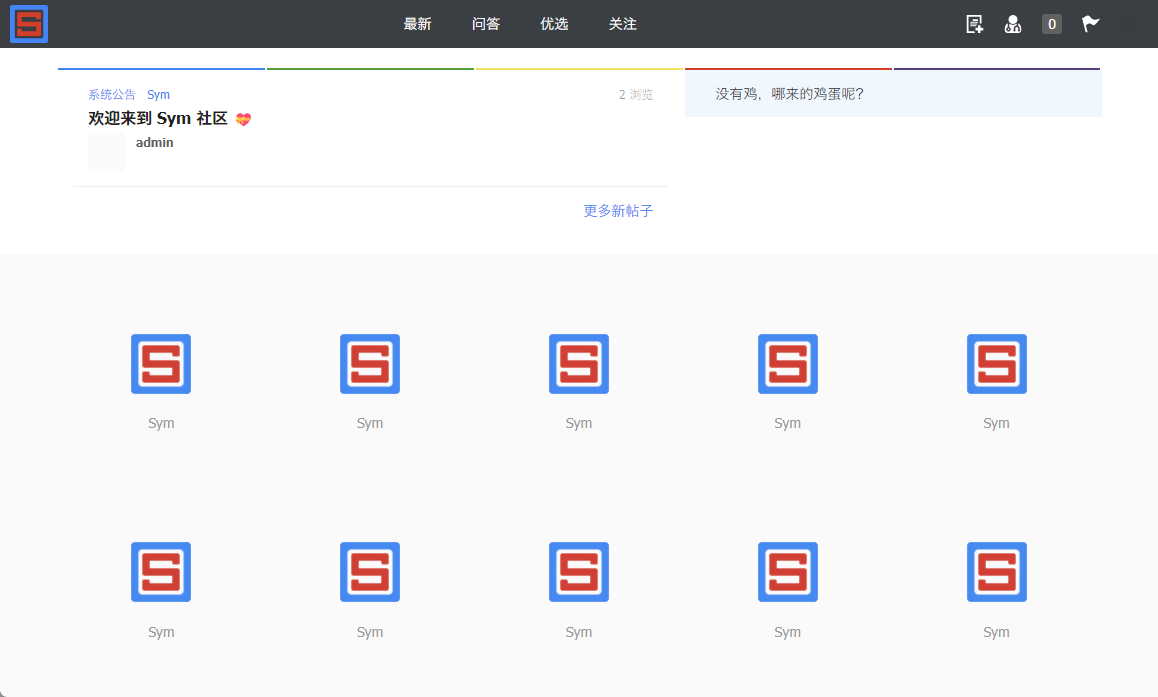 最新 问答 优选 关注 0
系统公告 Sym 2 浏览
欢迎来到 Sym 社区 💝
admin
更多新帖子
没有鸡，哪来的鸡蛋呢？
Sym Sym Sym Sym Sym
Sym Sym Sym Sym Sym